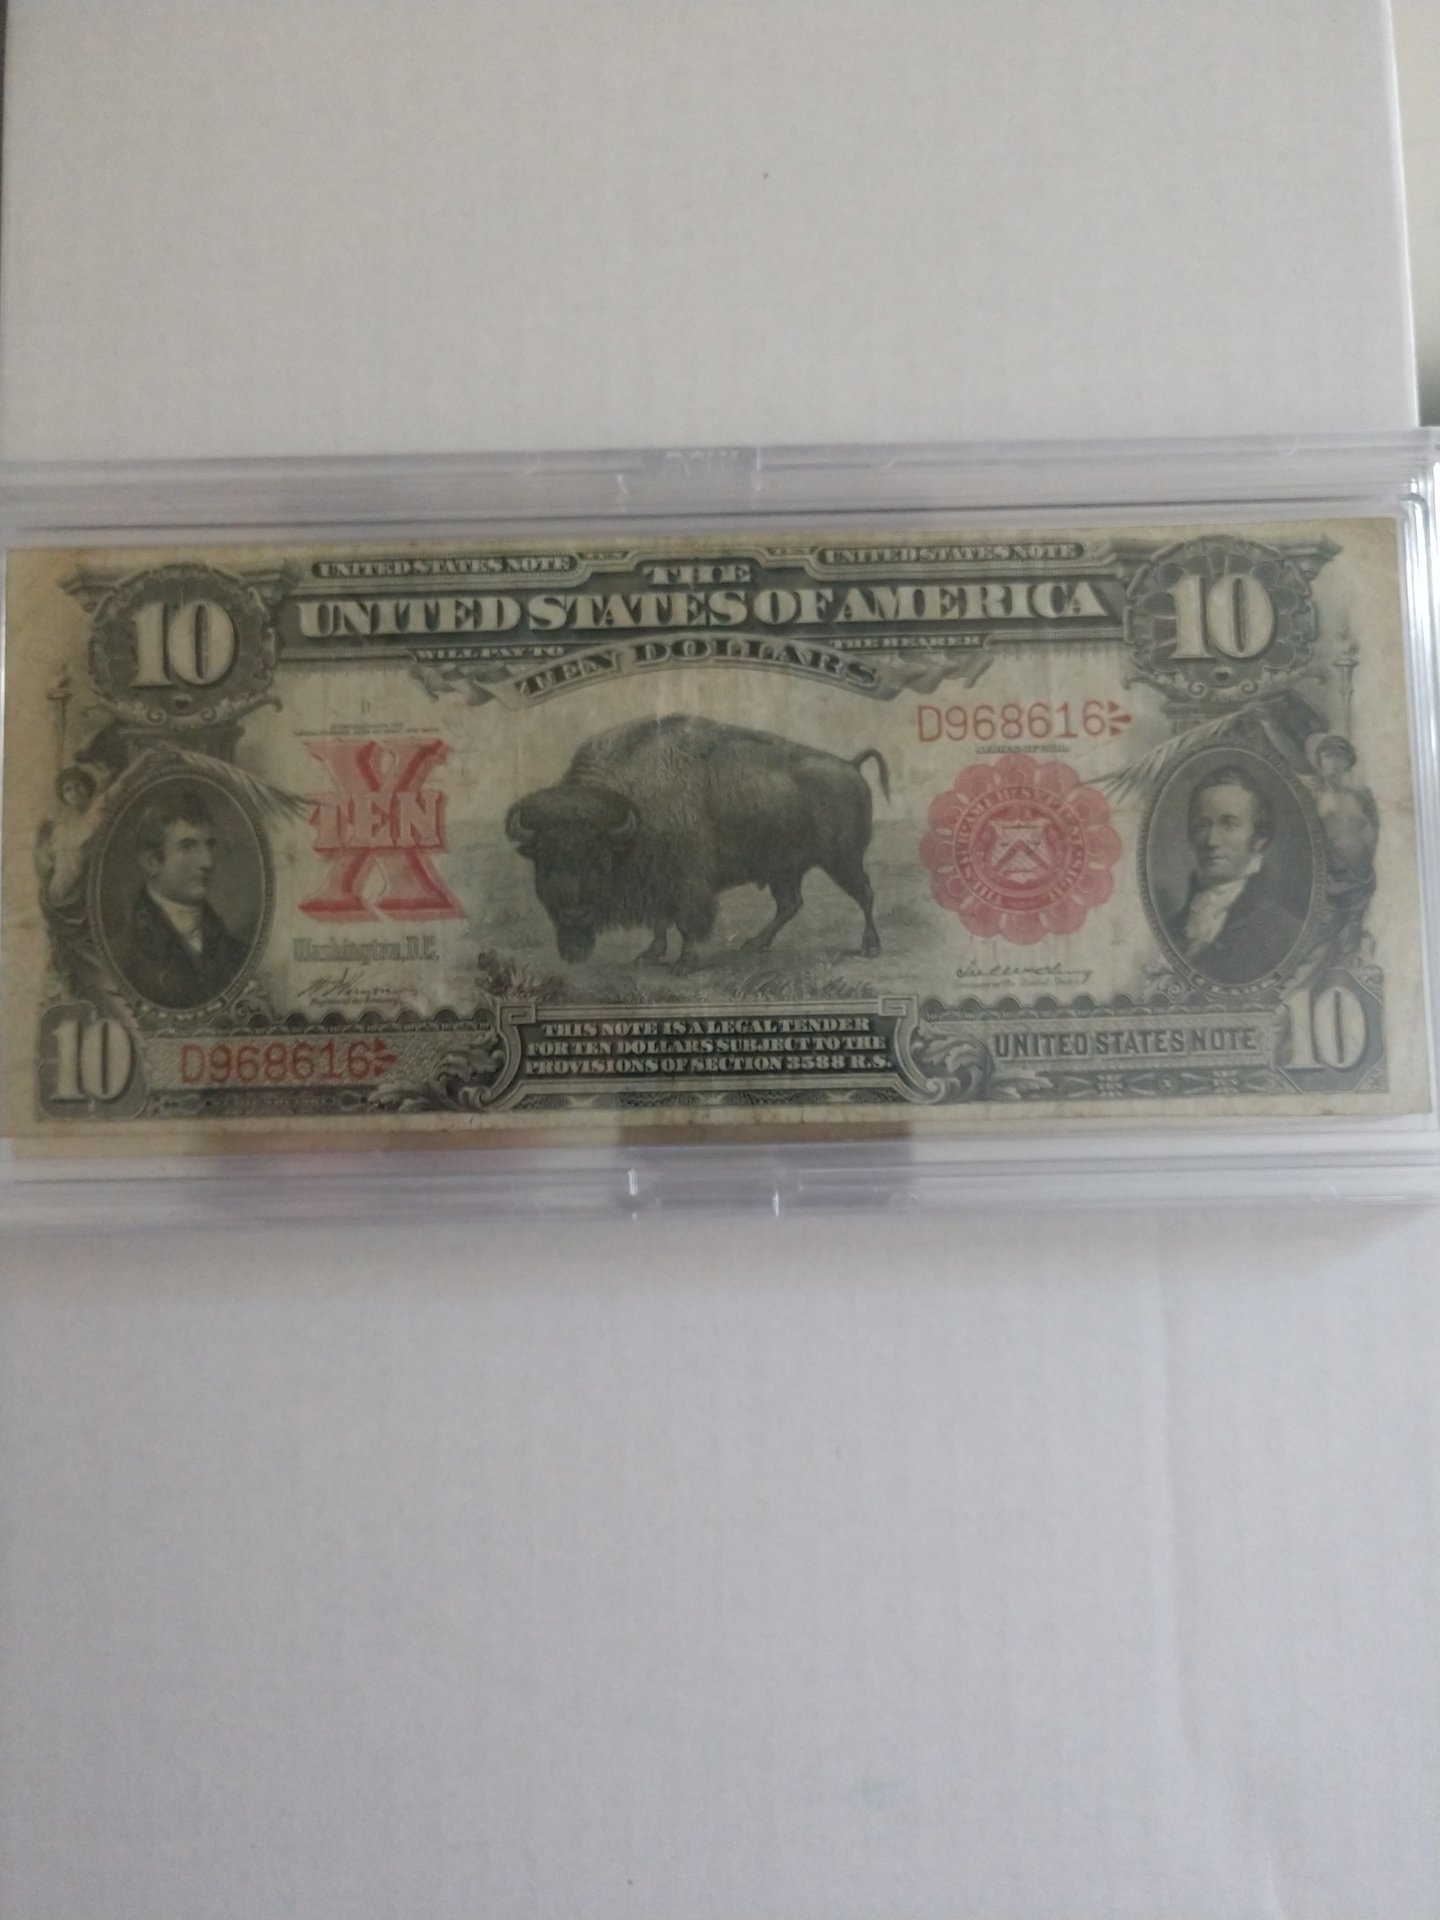 UNITED STATES NOTE TEN TEN UNITED STATES NOTE
THE
10 UNITED STATES OF AMERICA 10
WILL PAY TO THE BEARER
TEN DOLLARS
D
D968616
X
TEN
Washington, D.C.
D968616
THIS NOTE IS A LEGAL TENDER
FOR TEN DOLLARS SUBJECT TO THE
PROVISIONS OF SECTION 3588 R.S.
UNITED STATES NOTE
10 10